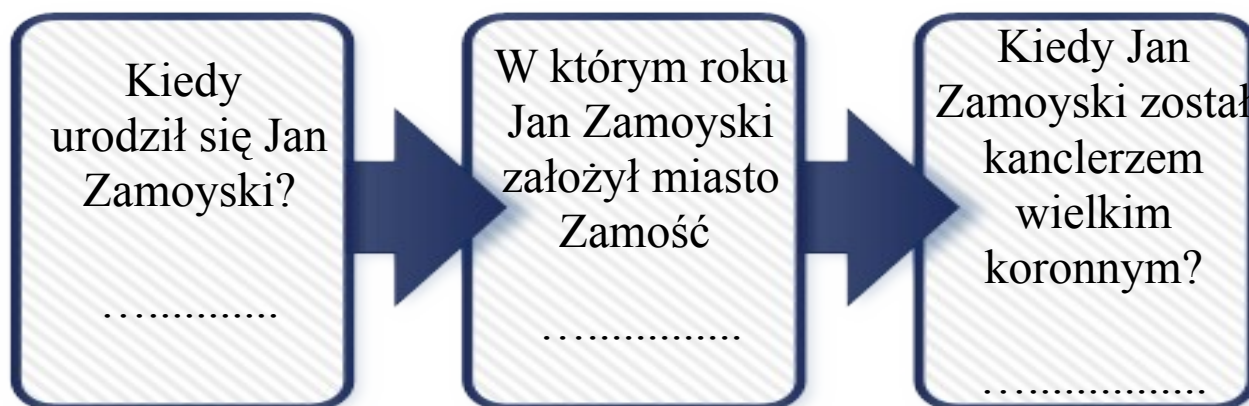 Kiedy
urodził się Jan
Zamoyski?
…...........
W którym roku
Jan Zamoyski
założył miasto
Zamość
…..............
Kiedy Jan
Zamoyski został
kanclerzem
wielkim
koronnym?
…................